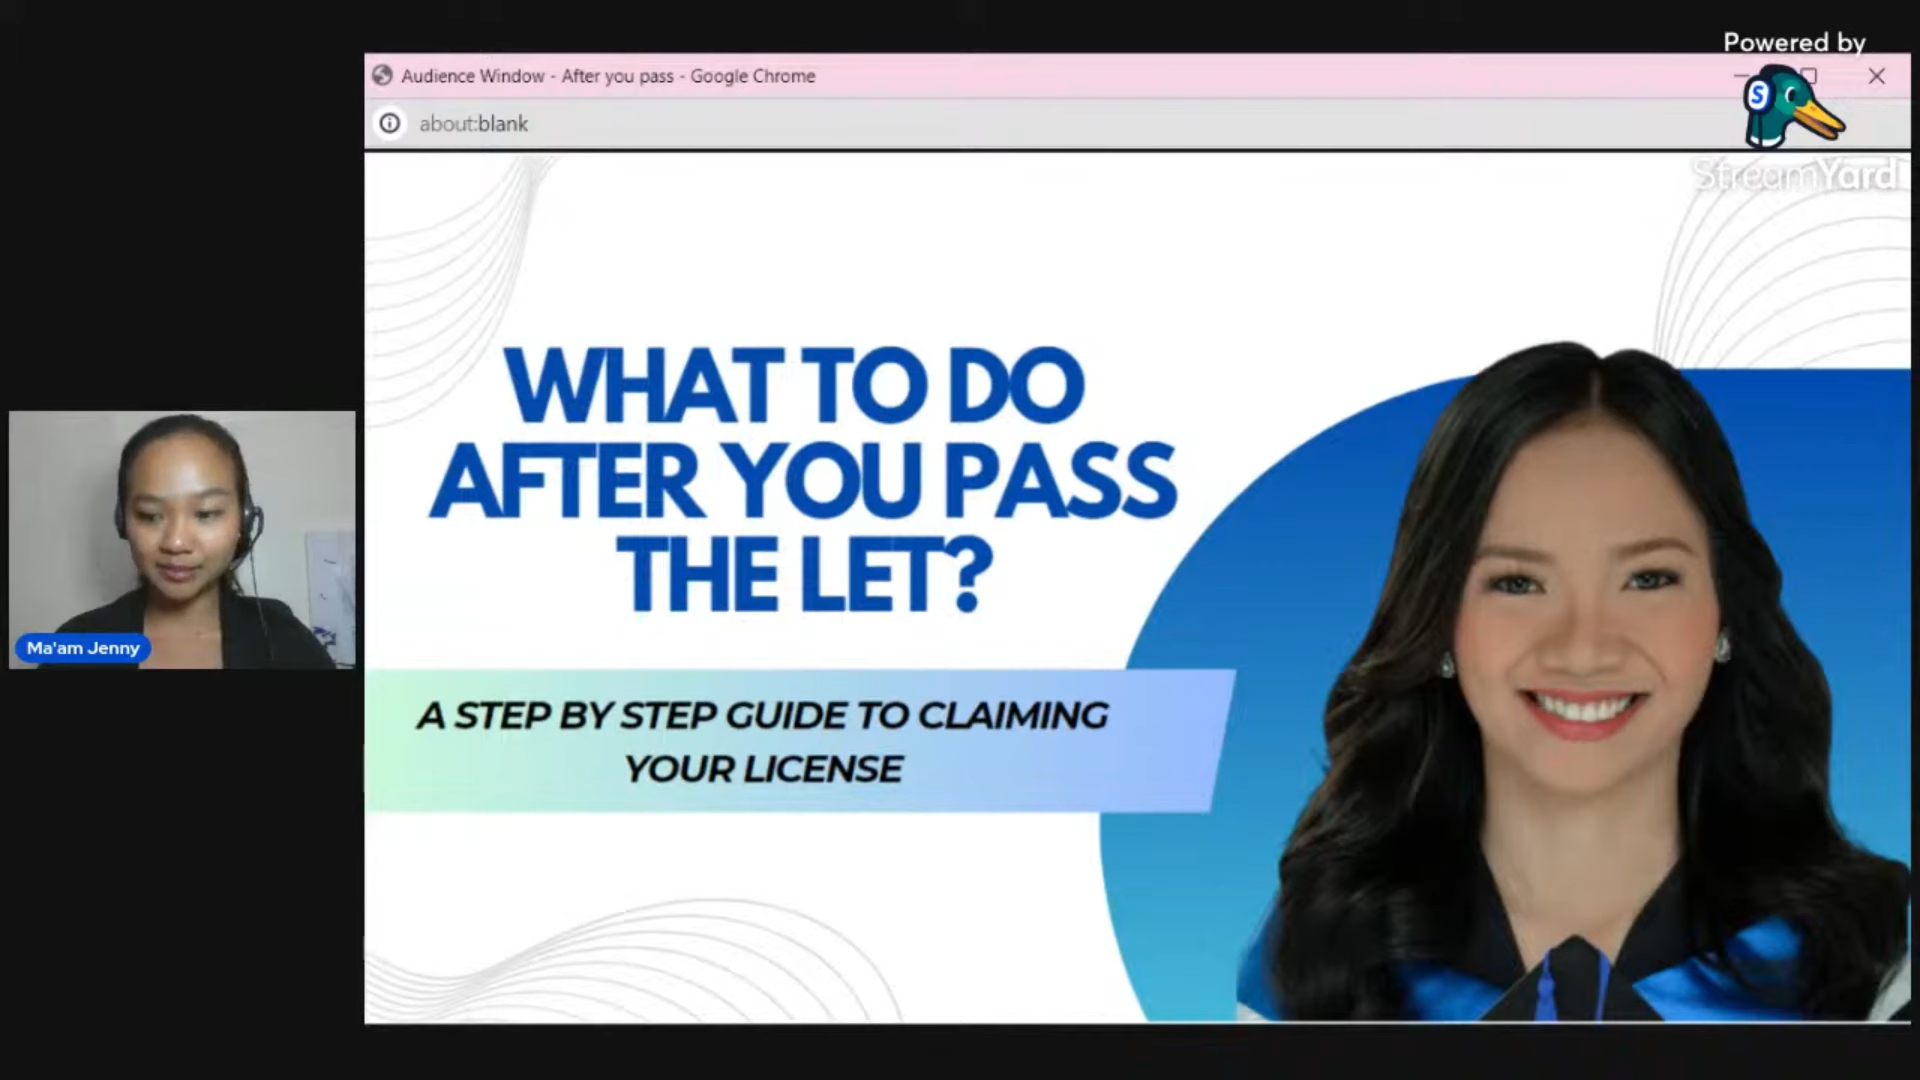 Powered by
Audience Window - After you pass - Google Chrome
about:blank
S
StreamYard
WHAT TO DO
AFTER YOU PASS
THE LET?
Ma'am Jenny
A STEP BY STEP GUIDE TO CLAIMING
YOUR LICENSE